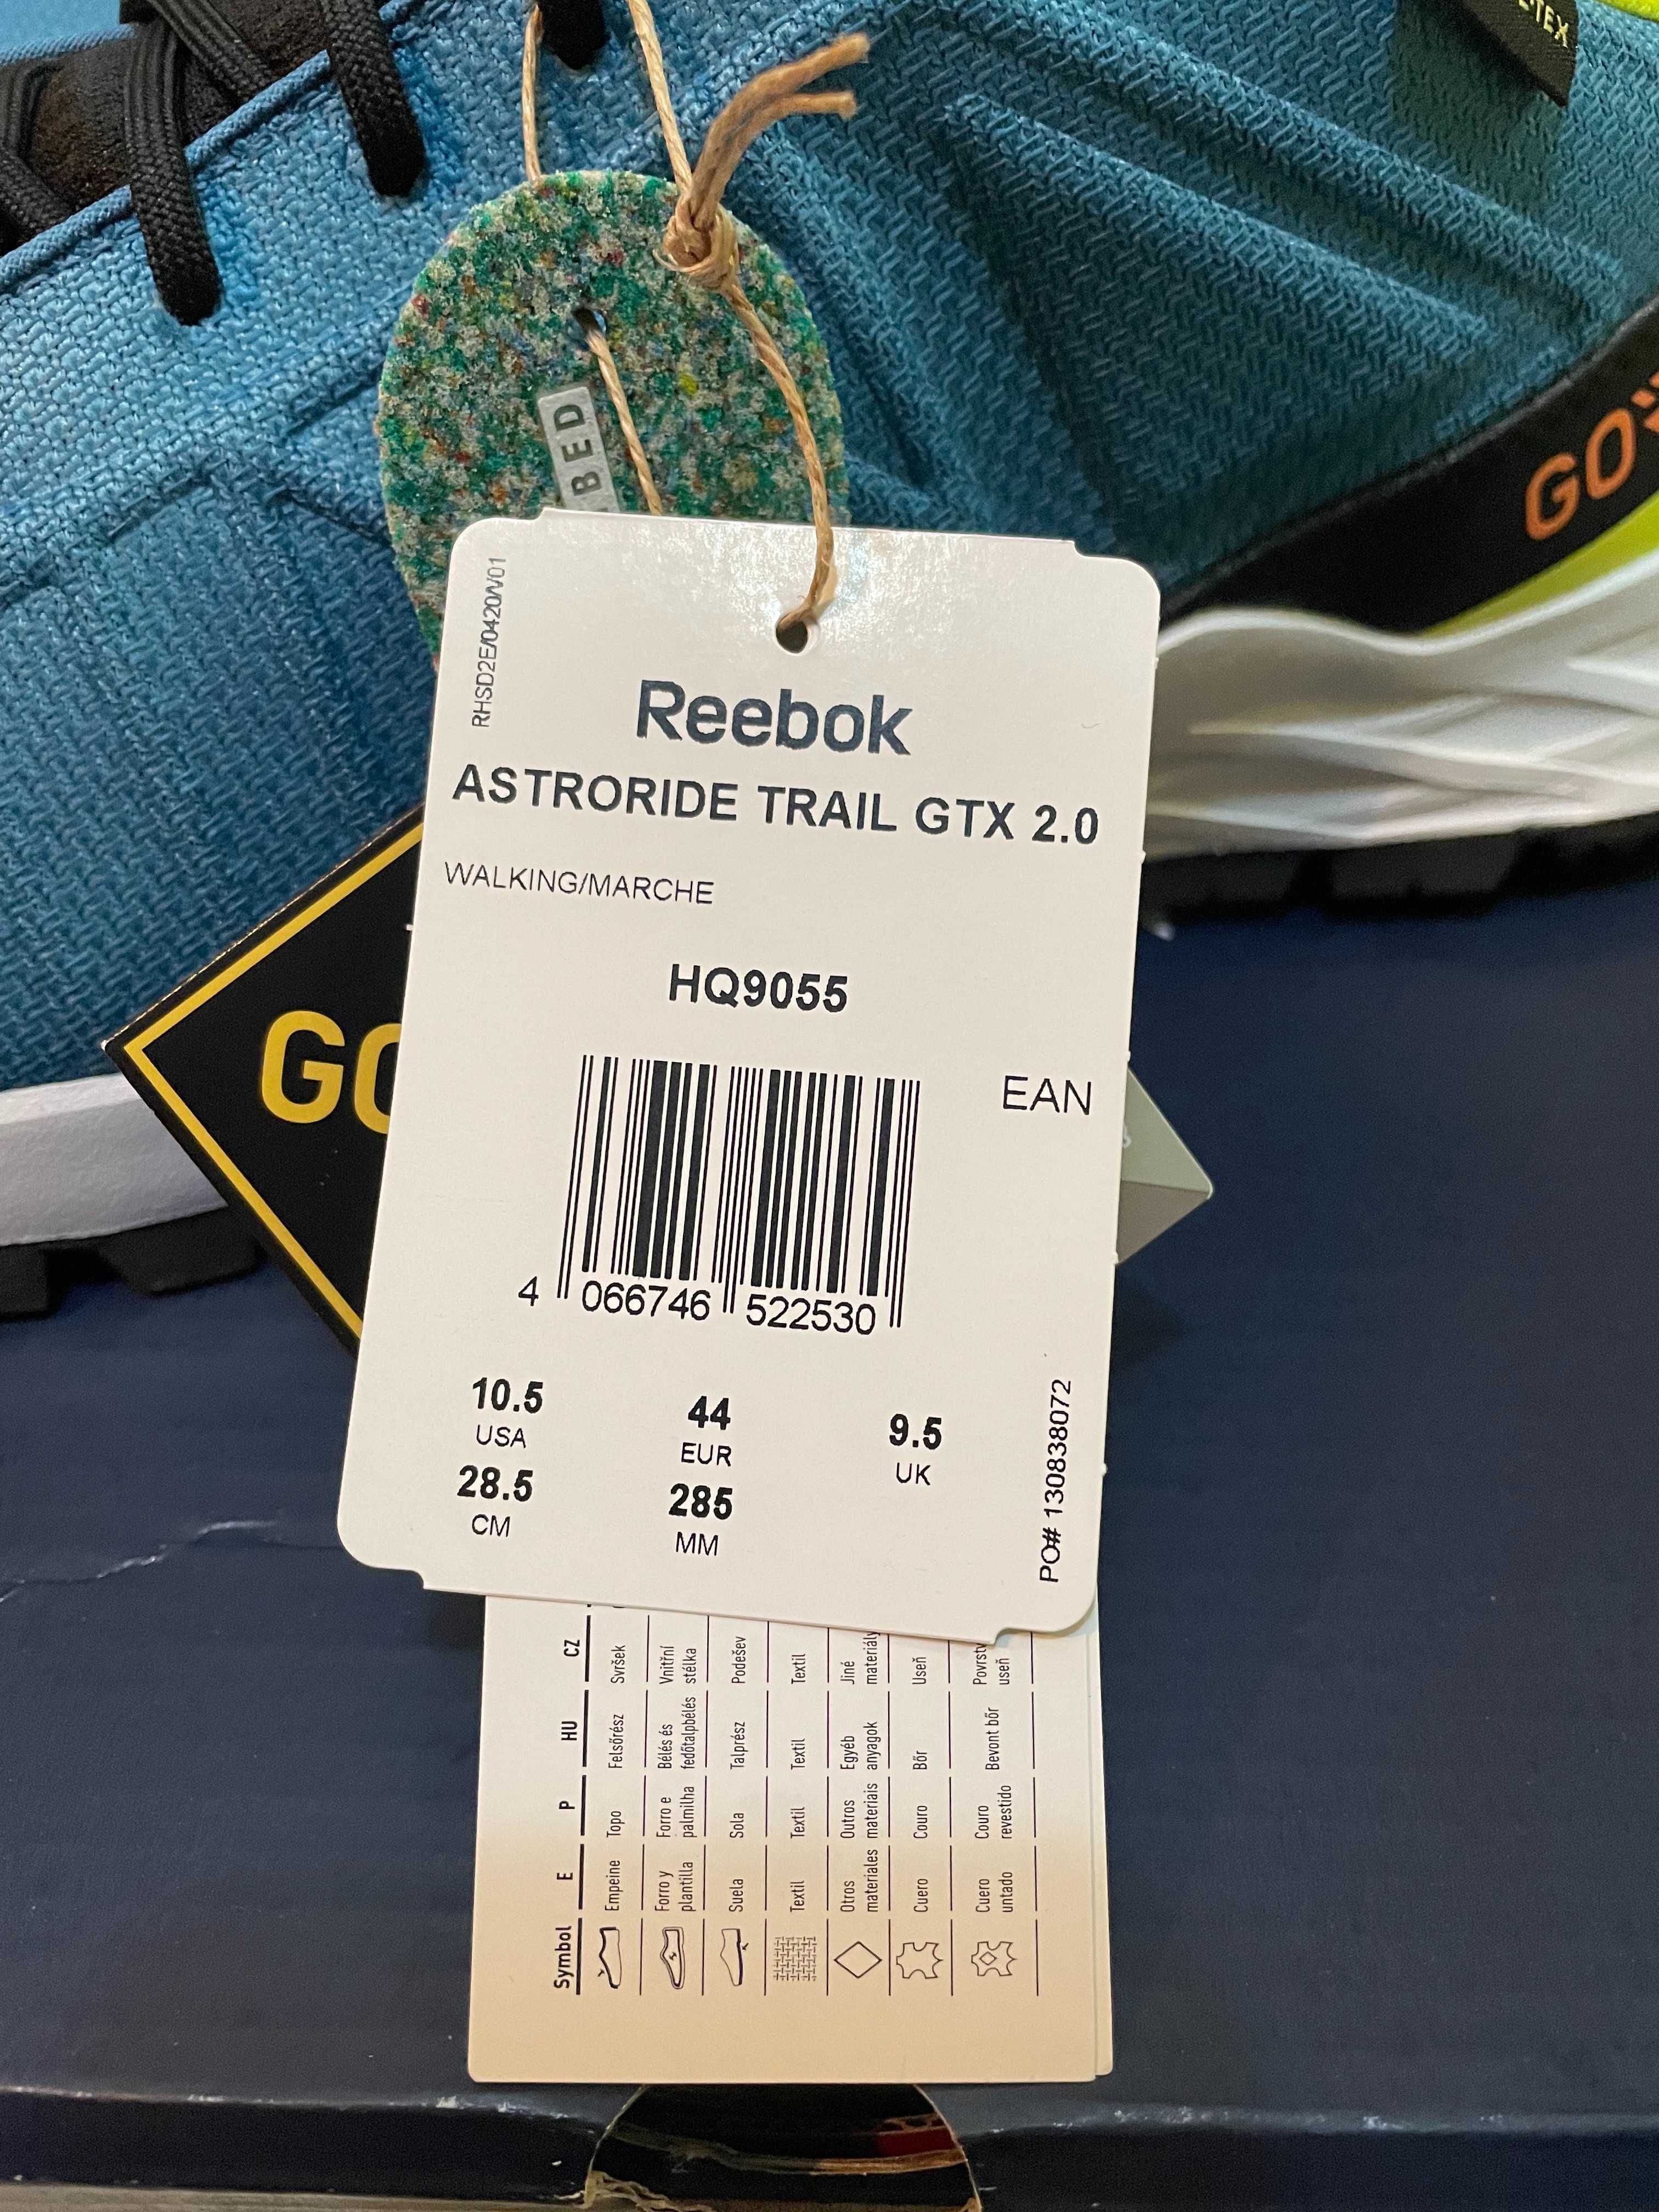 -TEX
BED
GO
RHSD2E/0420/V01
Reebok
ASTRORIDE TRAIL GTX 2.0
WALKING/MARCHE
HQ9055
EAN
GO
4 066746 522530
10.5 44 9.5
USA EUR UK
28.5 285
CM MM
PO# 130838072
Symbol E P HU CZ
Empeine Topo Felsőrész Svršek
Forro y plantilla Forro e palmilha Bélés és fedőtalpbélés Vnitřní stélka
Suela Sola Talprész Podešev
Textil Textil Textil Textil
Otros materiales Outros materiais Egyéb anyagok Jiné materiály
Cuero Couro Bőr Useň
Cuero untado Couro revestido Bevont bőr useň